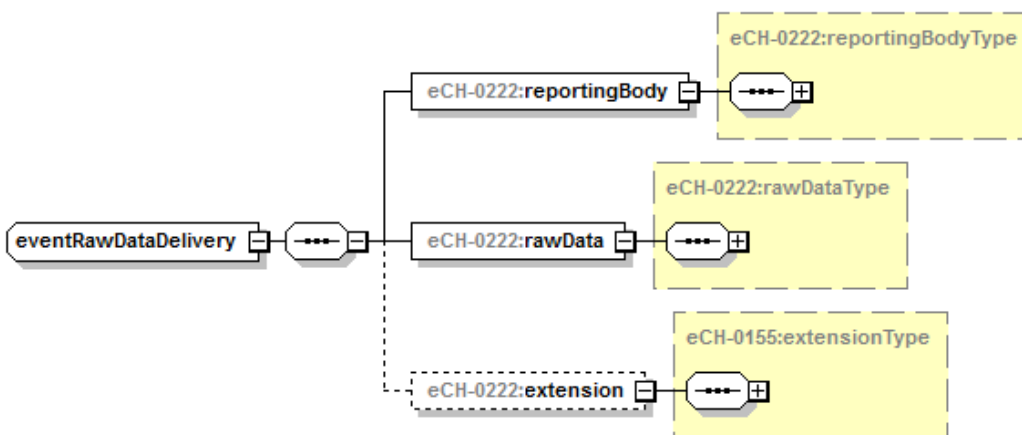 eCH-0222:reportingBodyType
eCH-0222:reportingBody
eCH-0222:rawDataType
eventRawDataDelivery
eCH-0222:rawData
eCH-0155:extensionType
eCH-0222:extension